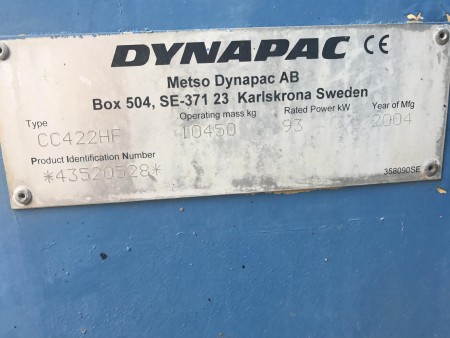 DYNAPAC CE
Metso Dynapac AB
Box 504, SE-371 23 Karlskrona Sweden
Type Operating mass kg Rated Power kW Year of Mfg
CC422HF 10450 93 2004
Product Identification Number
*43520528*
358090SE